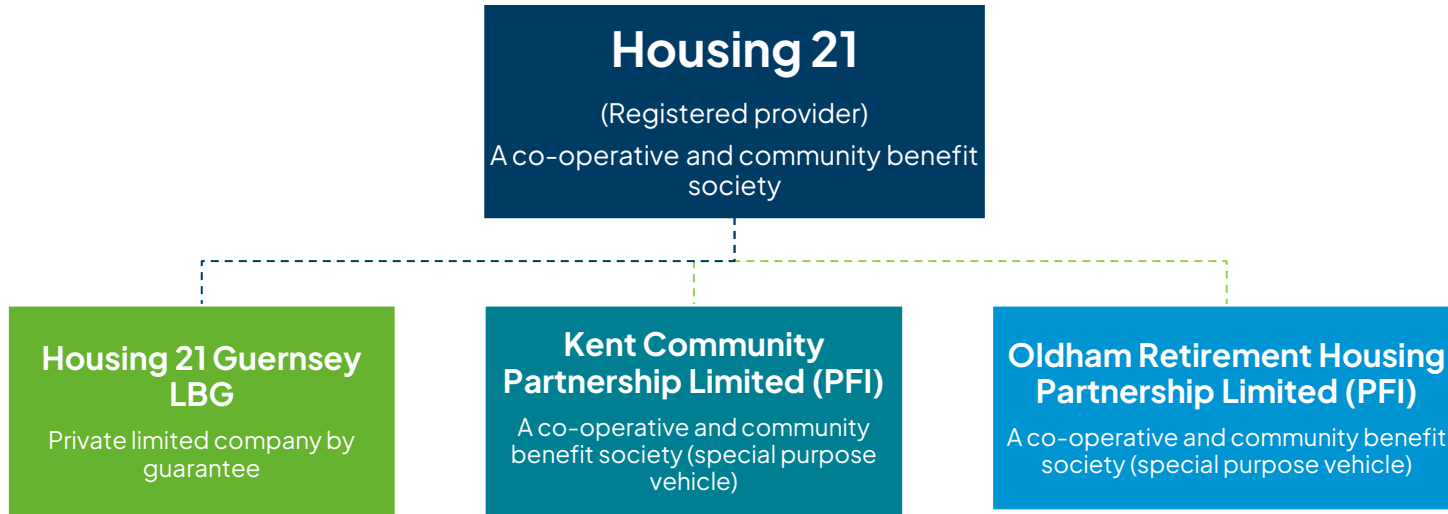 Housing 21
(Registered provider)
A co-operative and community benefit
society
Housing 21 Guernsey
LBG
Private limited company by
guarantee
Kent Community
Partnership Limited (PFI)
A co-operative and community
benefit society (special purpose
vehicle)
Oldham Retirement Housing
Partnership Limited (PFI)
A co-operative and community benefit
society (special purpose vehicle)